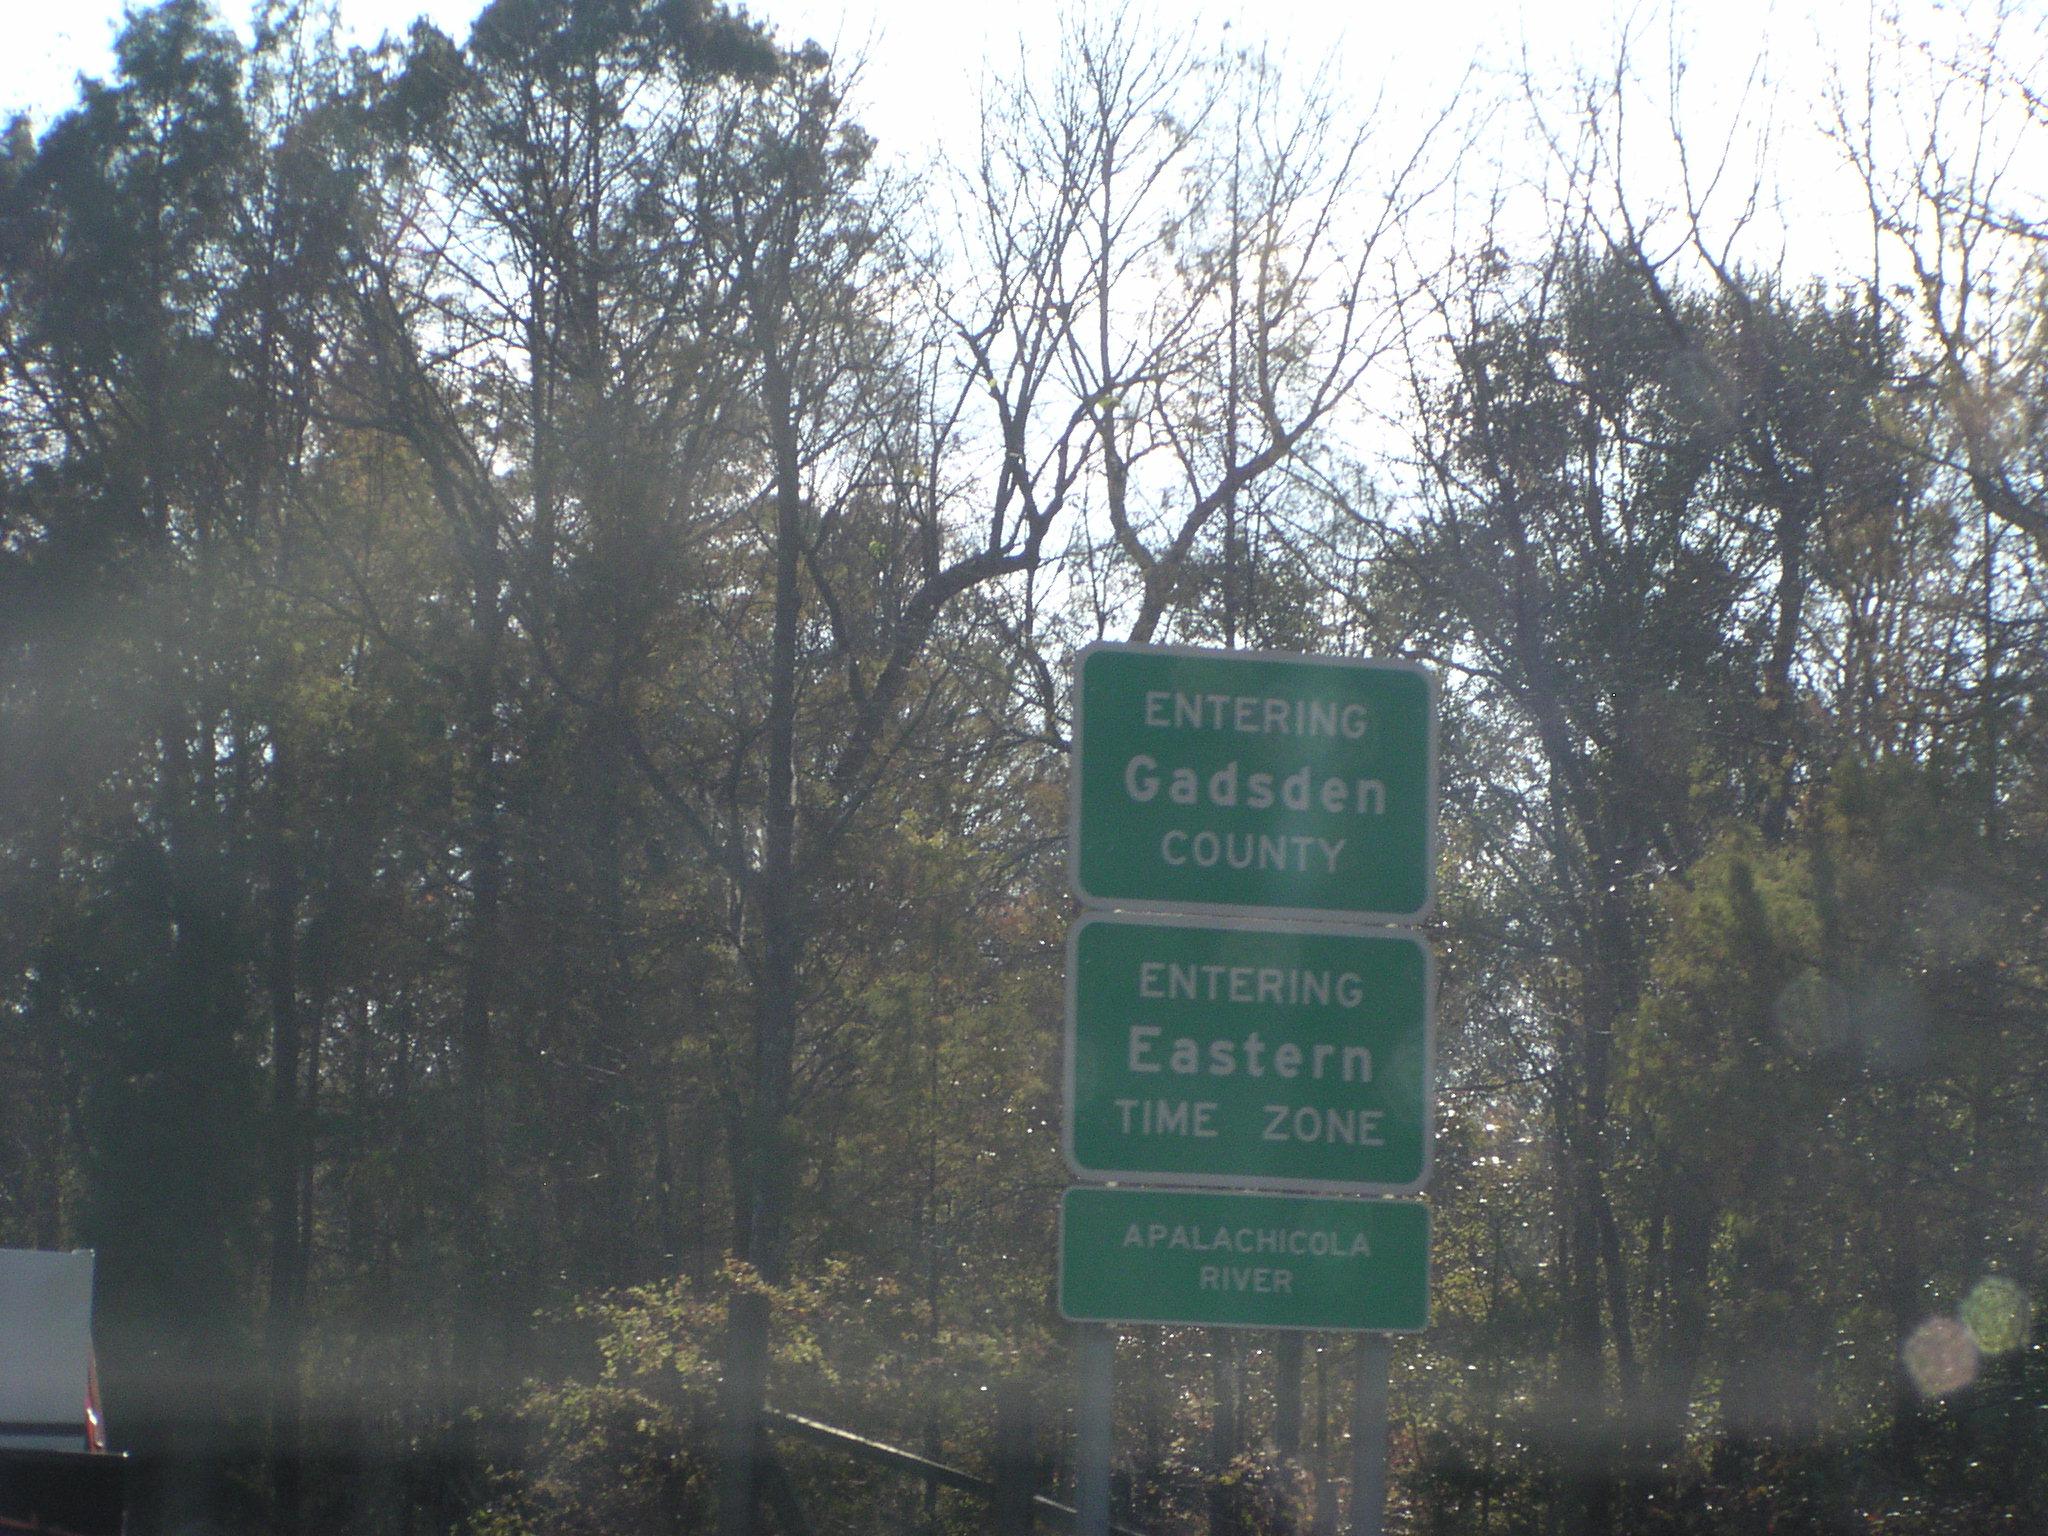 ENTERING
Gadsden
COUNTY
ENTERING
Eastern
TIME ZONE
APALACHICOLA
RIVER